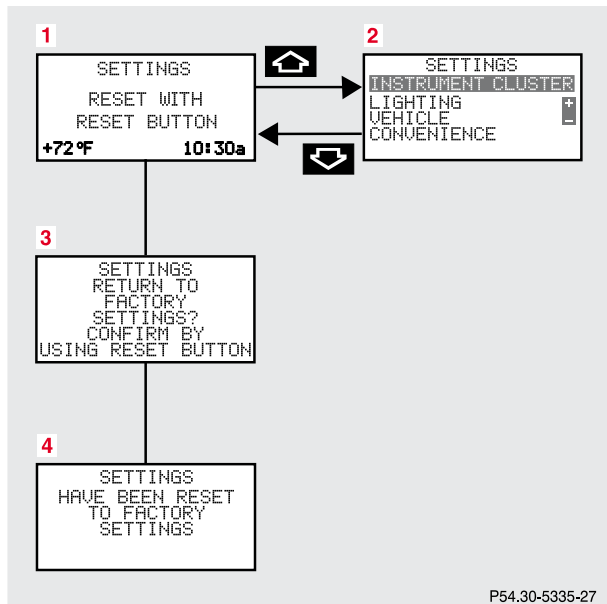 1
SETTINGS
RESET WITH
RESET BUTTON
+72°F 10:30a
2
SETTINGS
INSTRUMENT CLUSTER
LIGHTING +
VEHICLE –
CONVENIENCE
3
SETTINGS
RETURN TO
FACTORY
SETTINGS?
CONFIRM BY
USING RESET BUTTON
4
SETTINGS
HAVE BEEN RESET
TO FACTORY
SETTINGS
P54.30-5335-27